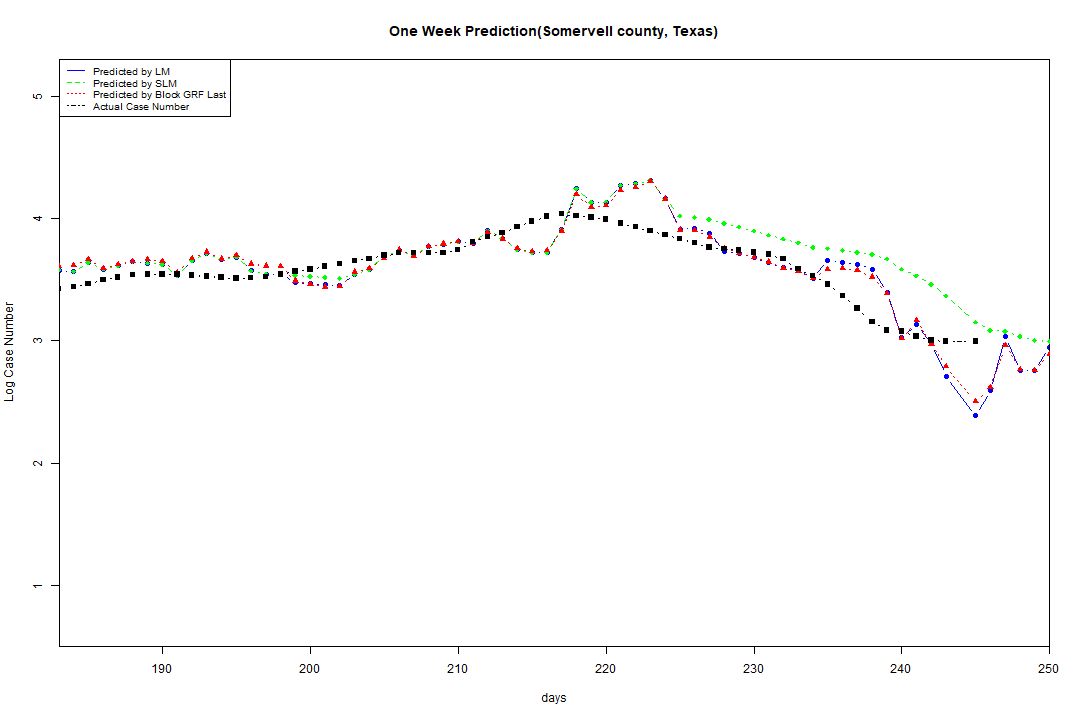 One Week Prediction(Somervell county, Texas)
Predicted by LM
Predicted by SLM
Predicted by Block GRF Last
Actual Case Number
5
4
3
2
1
Log Case Number
190 200 210 220 230 240 250
days